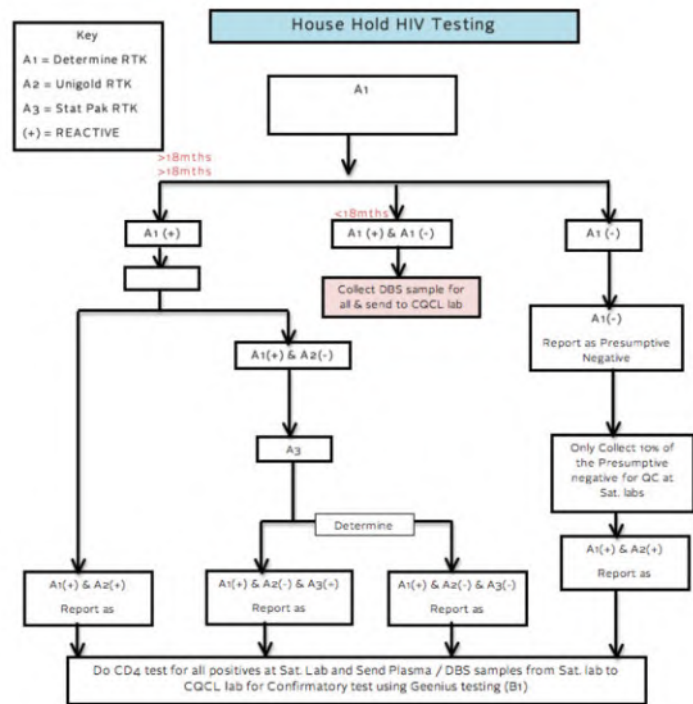 House Hold HIV Testing
Key
A1 = Determine RTK
A2 = Unigold RTK
A3 = Stat Pak RTK
(+) = REACTIVE
A1
>18mths
>18mths
<18mths
A1 (+)
A1 (+) & A1 (-)
A1 (-)
Collect DBS sample for
all & send to CQCL lab
A1(-)
Report as Presumptive
Negative
A1(+) & A2(-)
A3
Only Collect 10% of
the Presumptive
negative for QC at
Sat. labs
Determine
A1(+) & A2(+)
Report as
A1(+) & A2(+)
Report as
A1(+) & A2(-) & A3(+)
Report as
A1(+) & A2(-) & A3(-)
Report as
Do CD4 test for all positives at Sat. Lab and Send Plasma / DBS samples from Sat. lab to
CQCL lab for Confirmatory test using Geenius testing (B1)